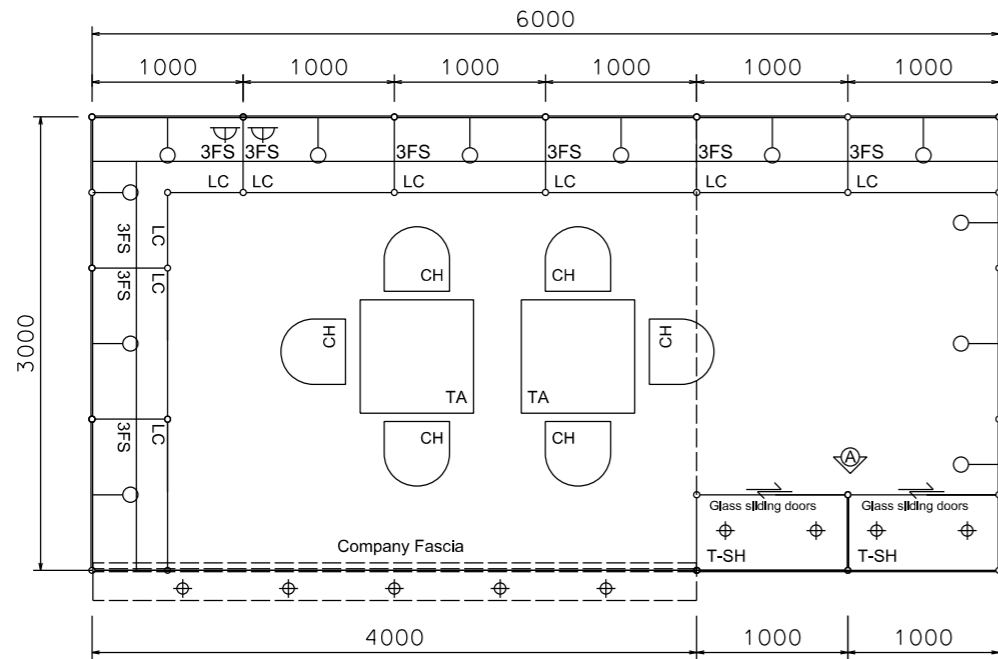 6000
1000 1000 1000 1000 1000 1000
3FS 3FS 3FS 3FS 3FS 3FS
LC LC LC LC LC LC
3FS LC
3FS LC
3000
CH CH
CH CH
TA TA
CH CH
3FS LC
A
Glass sliding doors Glass sliding doors
T-SH T-SH
Company Fascia
4000 1000 1000